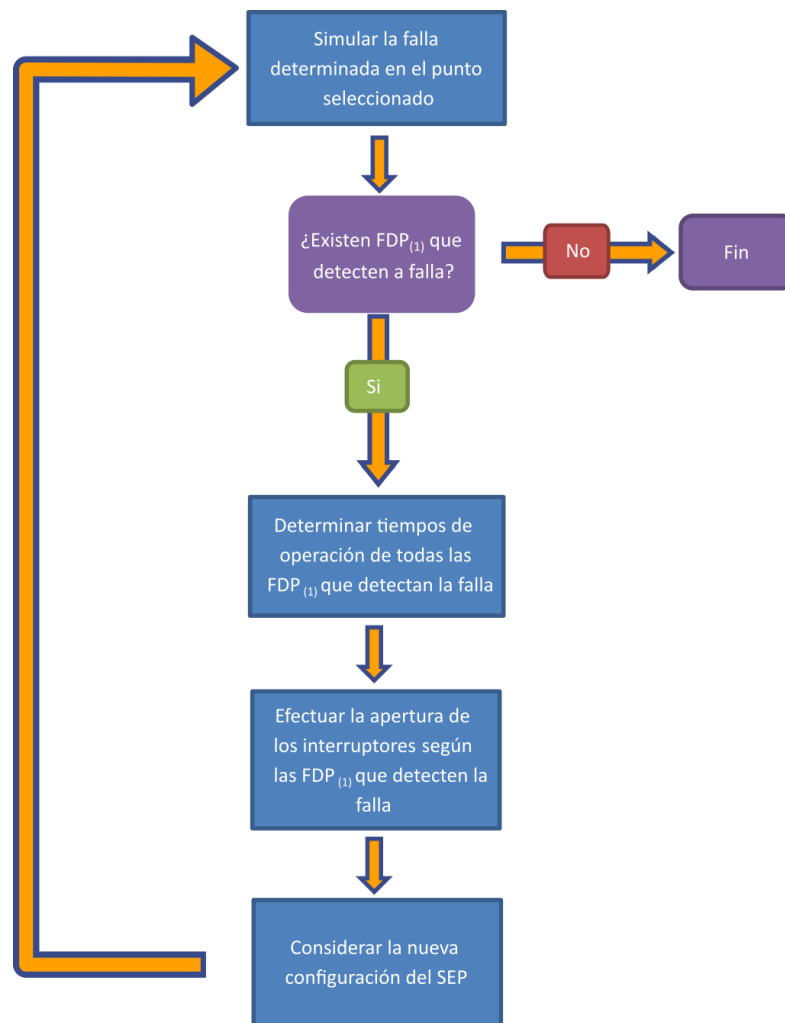 Simular la falla
determinada en el punto
seleccionado
¿Existen FDP(1) que
detecten a falla?
No
Fin
Si
Determinar tiempos de
operación de todas las
FDP (1) que detectan la falla
Efectuar la apertura de
los interruptores según
las FDP (1) que detecten la
falla
Considerar la nueva
configuración del SEP